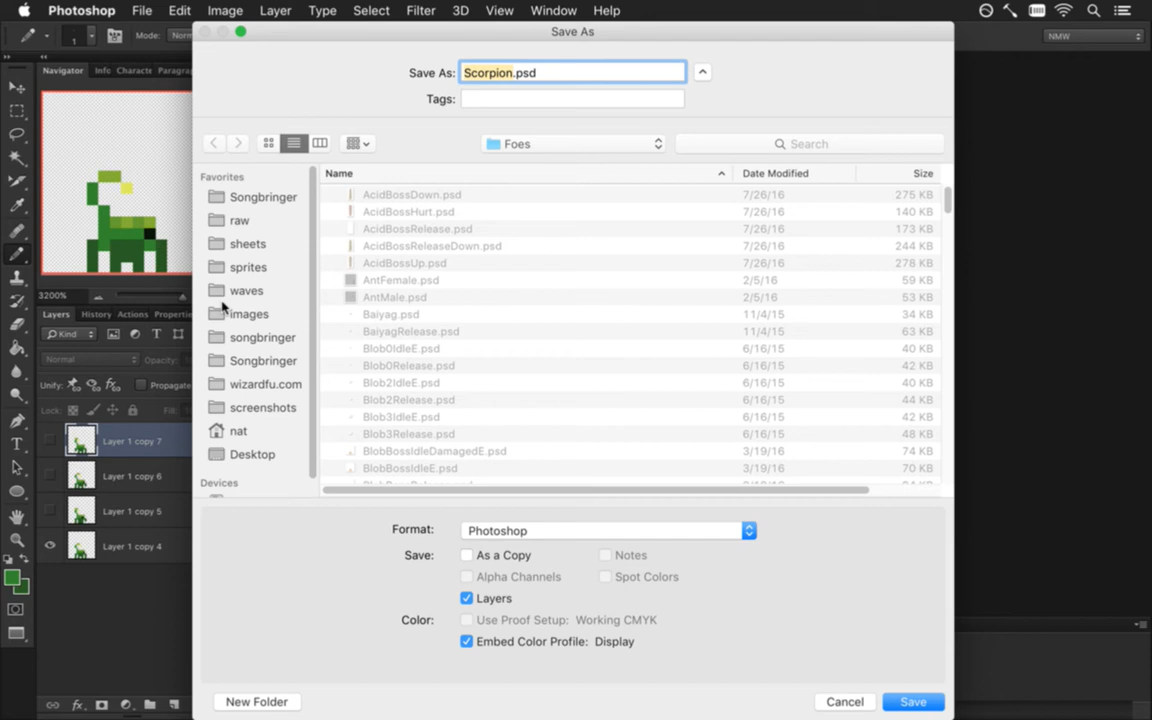 Photoshop File Edit Image Layer Type Select Filter 3D View Window Help
1 Mode: Norm
NMW
Save As
Navigator Info Characte Paragra
Save As: Scorpion.psd
Tags:
Foes
Search
Name Date Modified Size
Favorites
Songbringer
raw
sheets
sprites
waves
images
songbringer
Songbringer
wizardfu.com
screenshots
nat
Desktop
Devices
AcidBossDown.psd 7/26/16 275 KB
AcidBossHurt.psd 7/26/16 140 KB
AcidBossRelease.psd 7/26/16 173 KB
AcidBossReleaseDown.psd 7/26/16 244 KB
AcidBossUp.psd 7/26/16 278 KB
AntFemale.psd 2/5/16 59 KB
AntMale.psd 2/5/16 53 KB
Baiyag.psd 11/4/15 34 KB
BaiyagRelease.psd 11/4/15 63 KB
Blob0IdleE.psd 6/16/15 40 KB
Blob0Release.psd 6/16/15 42 KB
Blob2IdleE.psd 6/16/15 40 KB
Blob2Release.psd 6/16/15 44 KB
Blob3IdleE.psd 6/16/15 42 KB
Blob3Release.psd 6/16/15 48 KB
BlobBossIdleDamagedE.psd 3/19/16 74 KB
BlobBossIdleE.psd 3/19/16 70 KB
3200%
Layers History Actions Properti
Kind
Normal Opacity:
Unify: Propagate
Lock: Fill:
Layer 1 copy 7
Layer 1 copy 6
Layer 1 copy 5
Layer 1 copy 4
Format: Photoshop
Save: As a Copy Notes
Alpha Channels Spot Colors
Layers
Color: Use Proof Setup: Working CMYK
Embed Color Profile: Display
New Folder Cancel Save